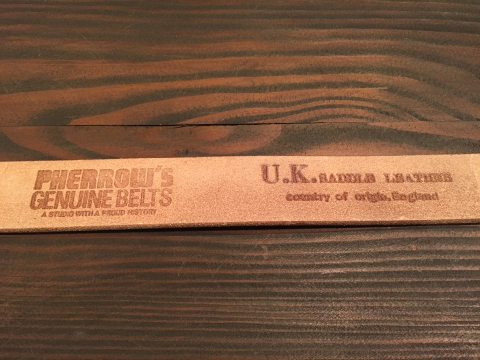 PHERROW'S
GENUINE BELTS
A STUDIO WITH A PROUD HISTORY
U.K. SADDLE LEATHER
country of origin, England